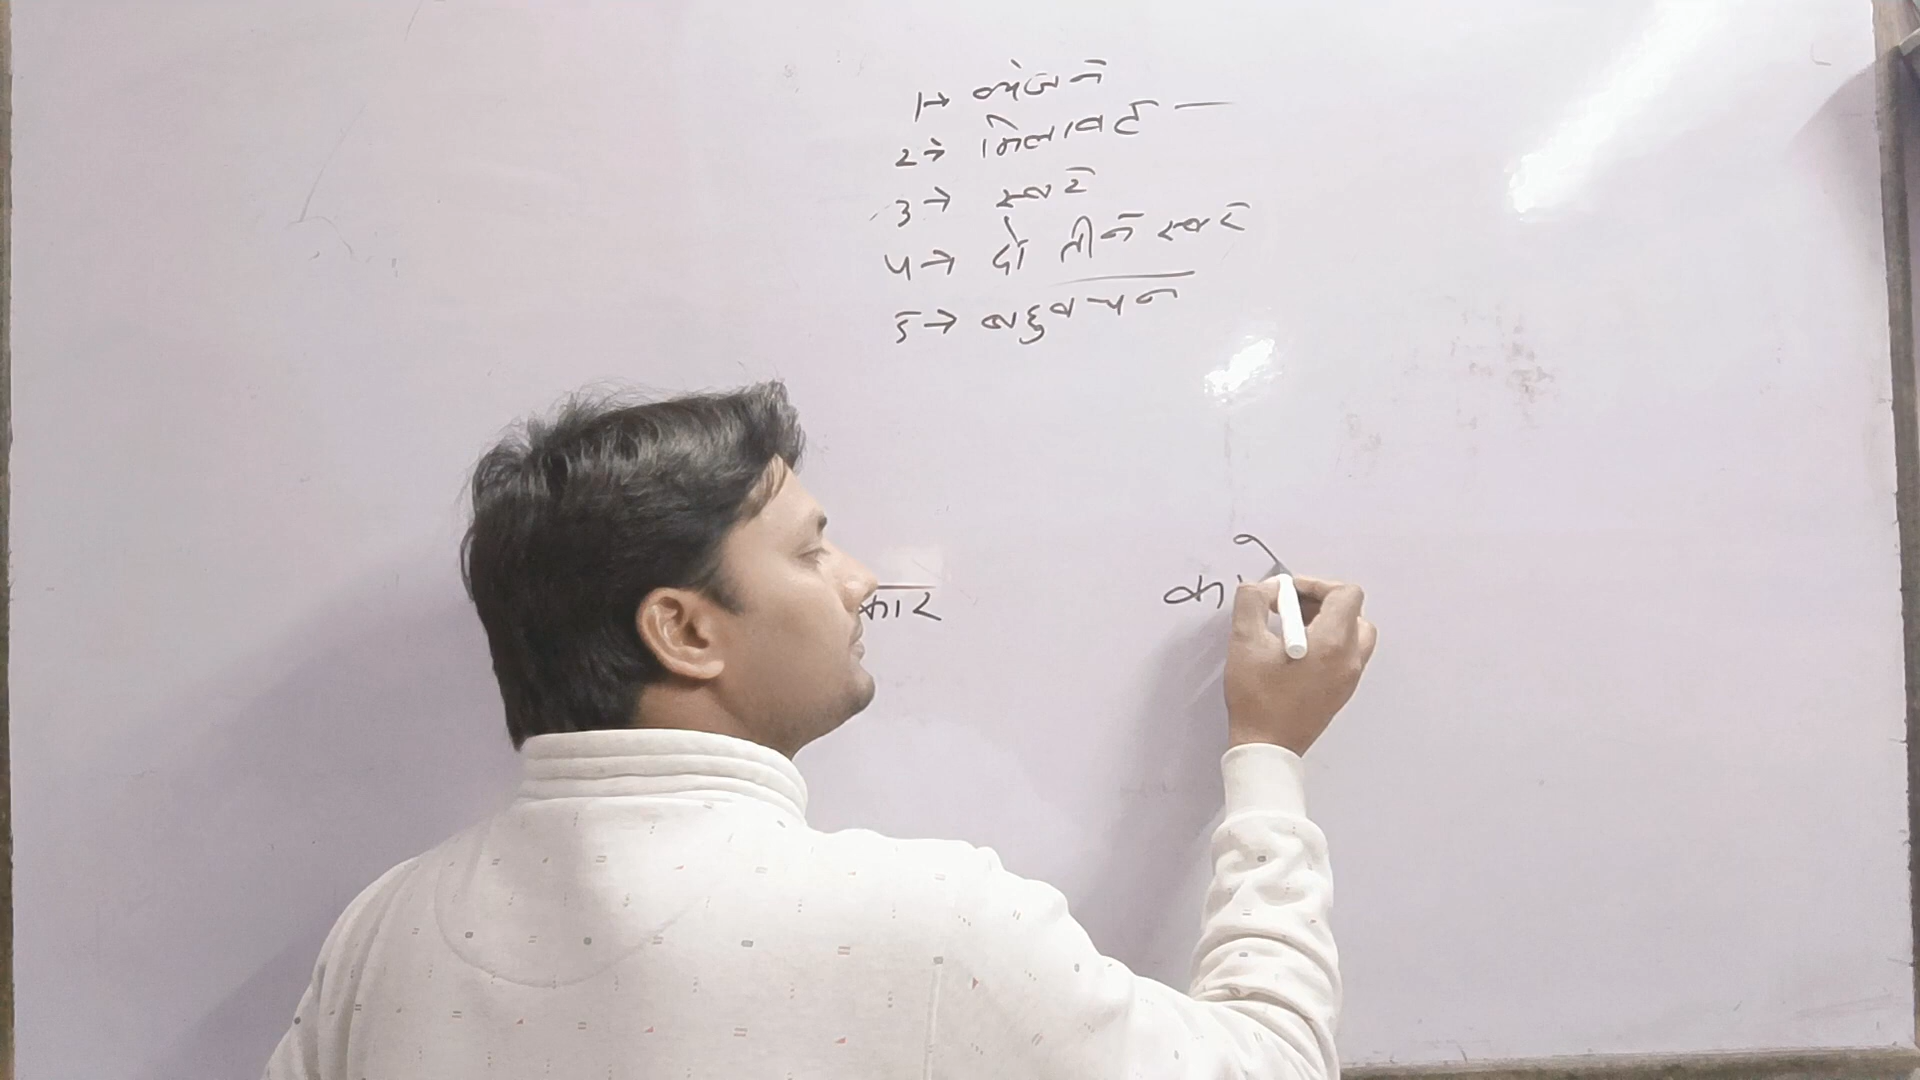 1→ व्यंजन
2→ मिलावट —
3→ स्वर
4→ दो तीन स्वर
5→ बहुवचन
कार